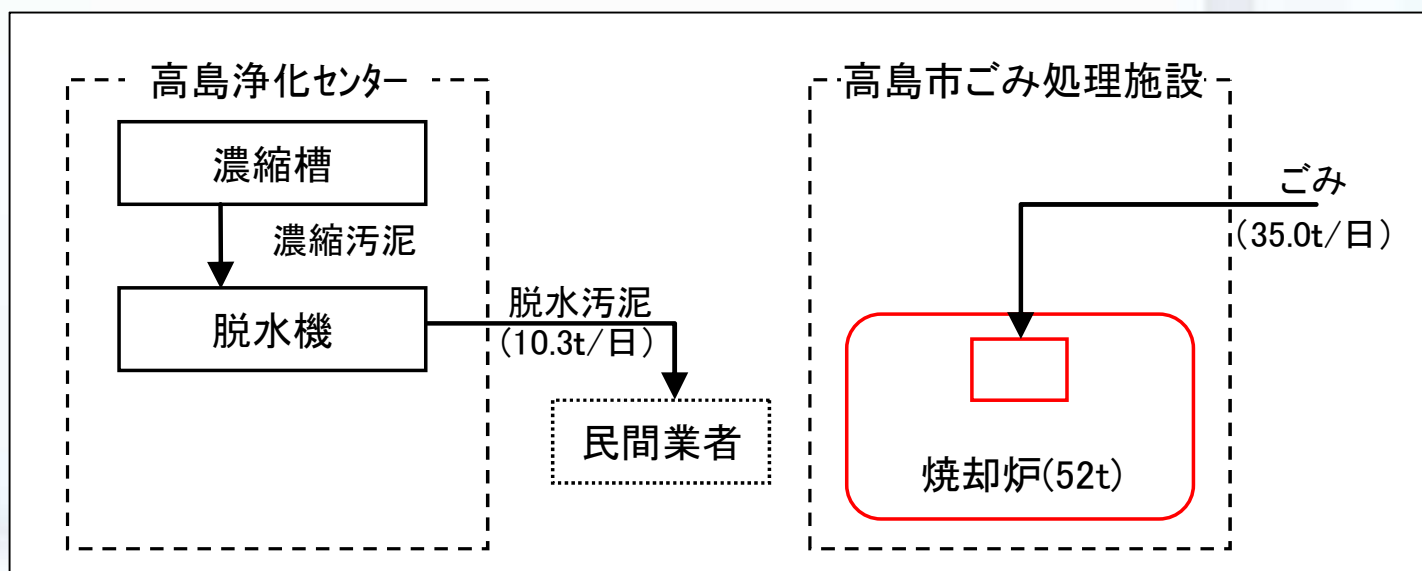 高島浄化センター
濃縮槽
濃縮汚泥
脱水機
脱水汚泥
(10.3t/日)
民間業者
高島市ごみ処理施設
ごみ
(35.0t/日)
焼却炉(52t)